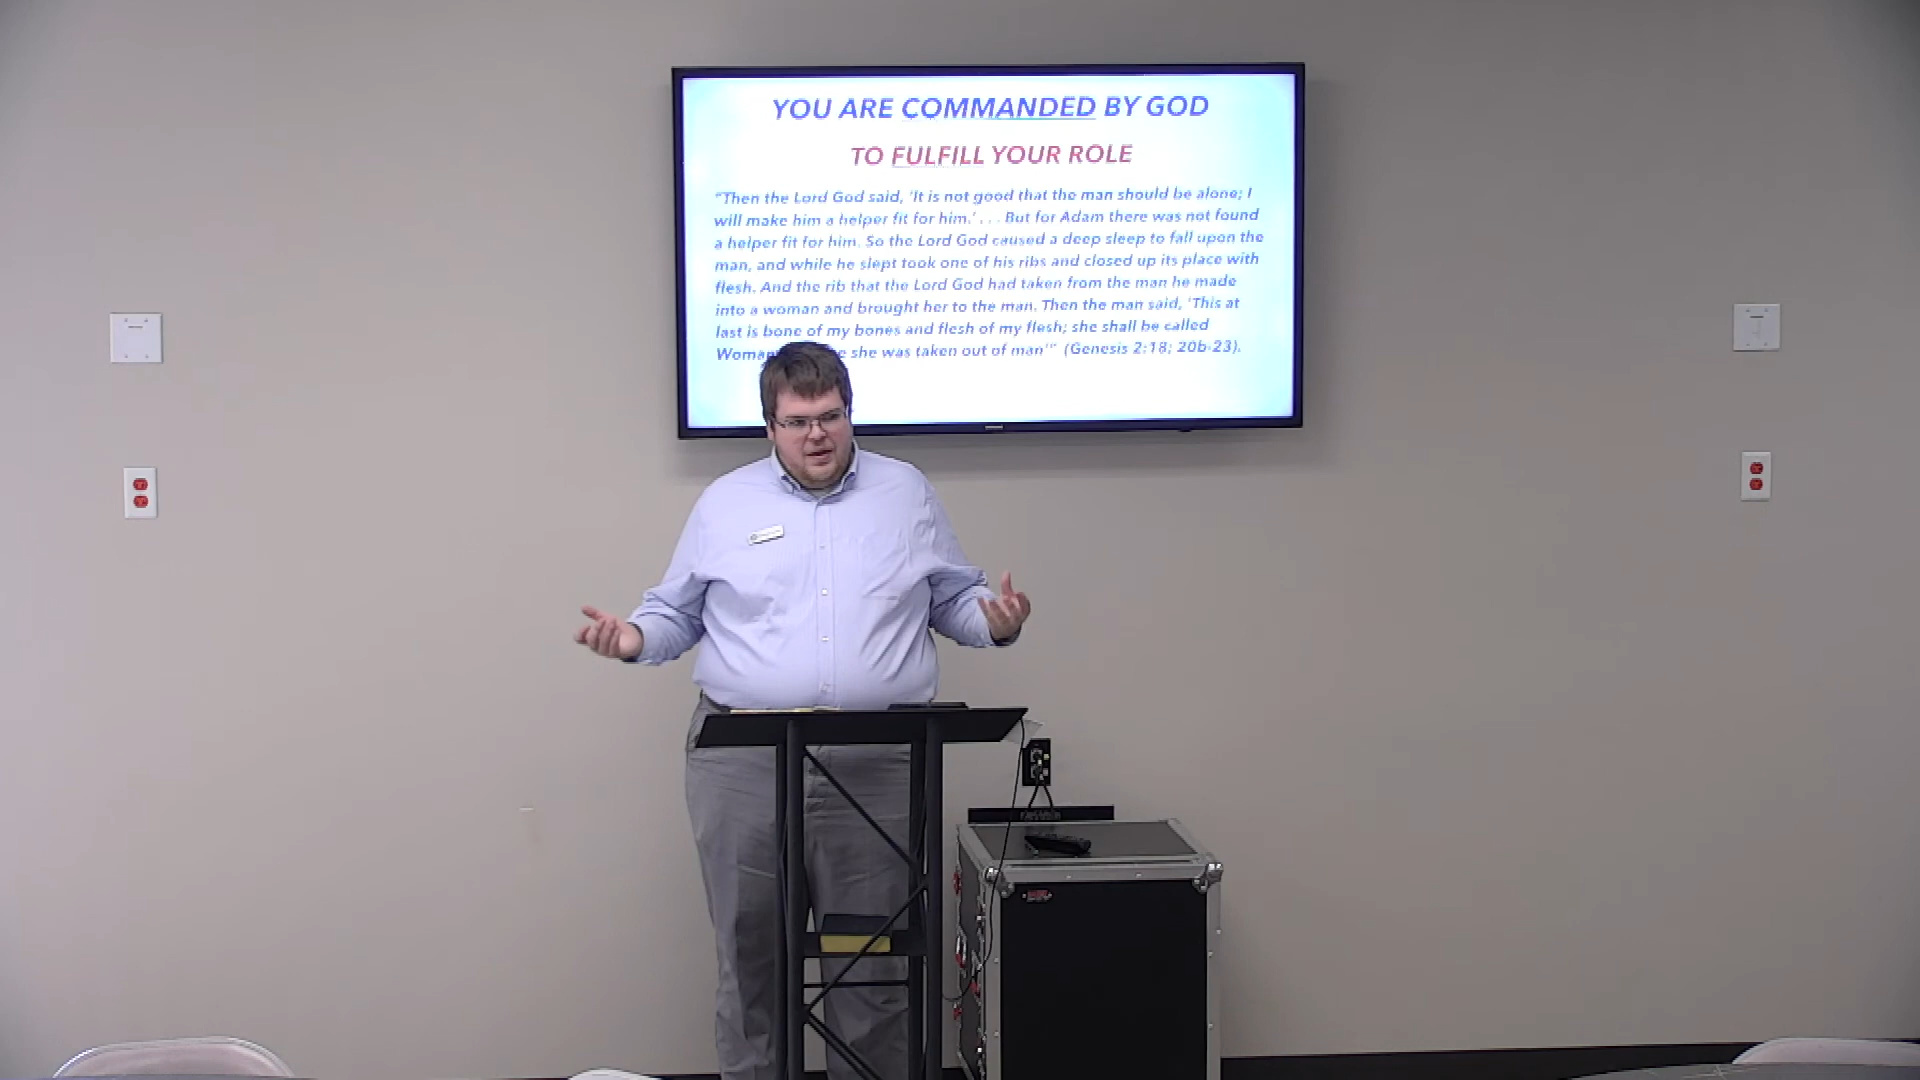 YOU ARE COMMANDED BY GOD
TO FULFILL YOUR ROLE
"Then the Lord God said, 'It is not good that the man should be alone; I
will make him a helper fit for him.' . . . But for Adam there was not found
a helper fit for him. So the Lord God caused a deep sleep to fall upon the
man, and while he slept took one of his ribs and closed up its place with
flesh. And the rib that the Lord God had taken from the man he made
into a woman and brought her to the man. Then the man said, 'This at
last is bone of my bones and flesh of my flesh; she shall be called
she was taken out of man'" (Genesis 2:18; 20b-23).